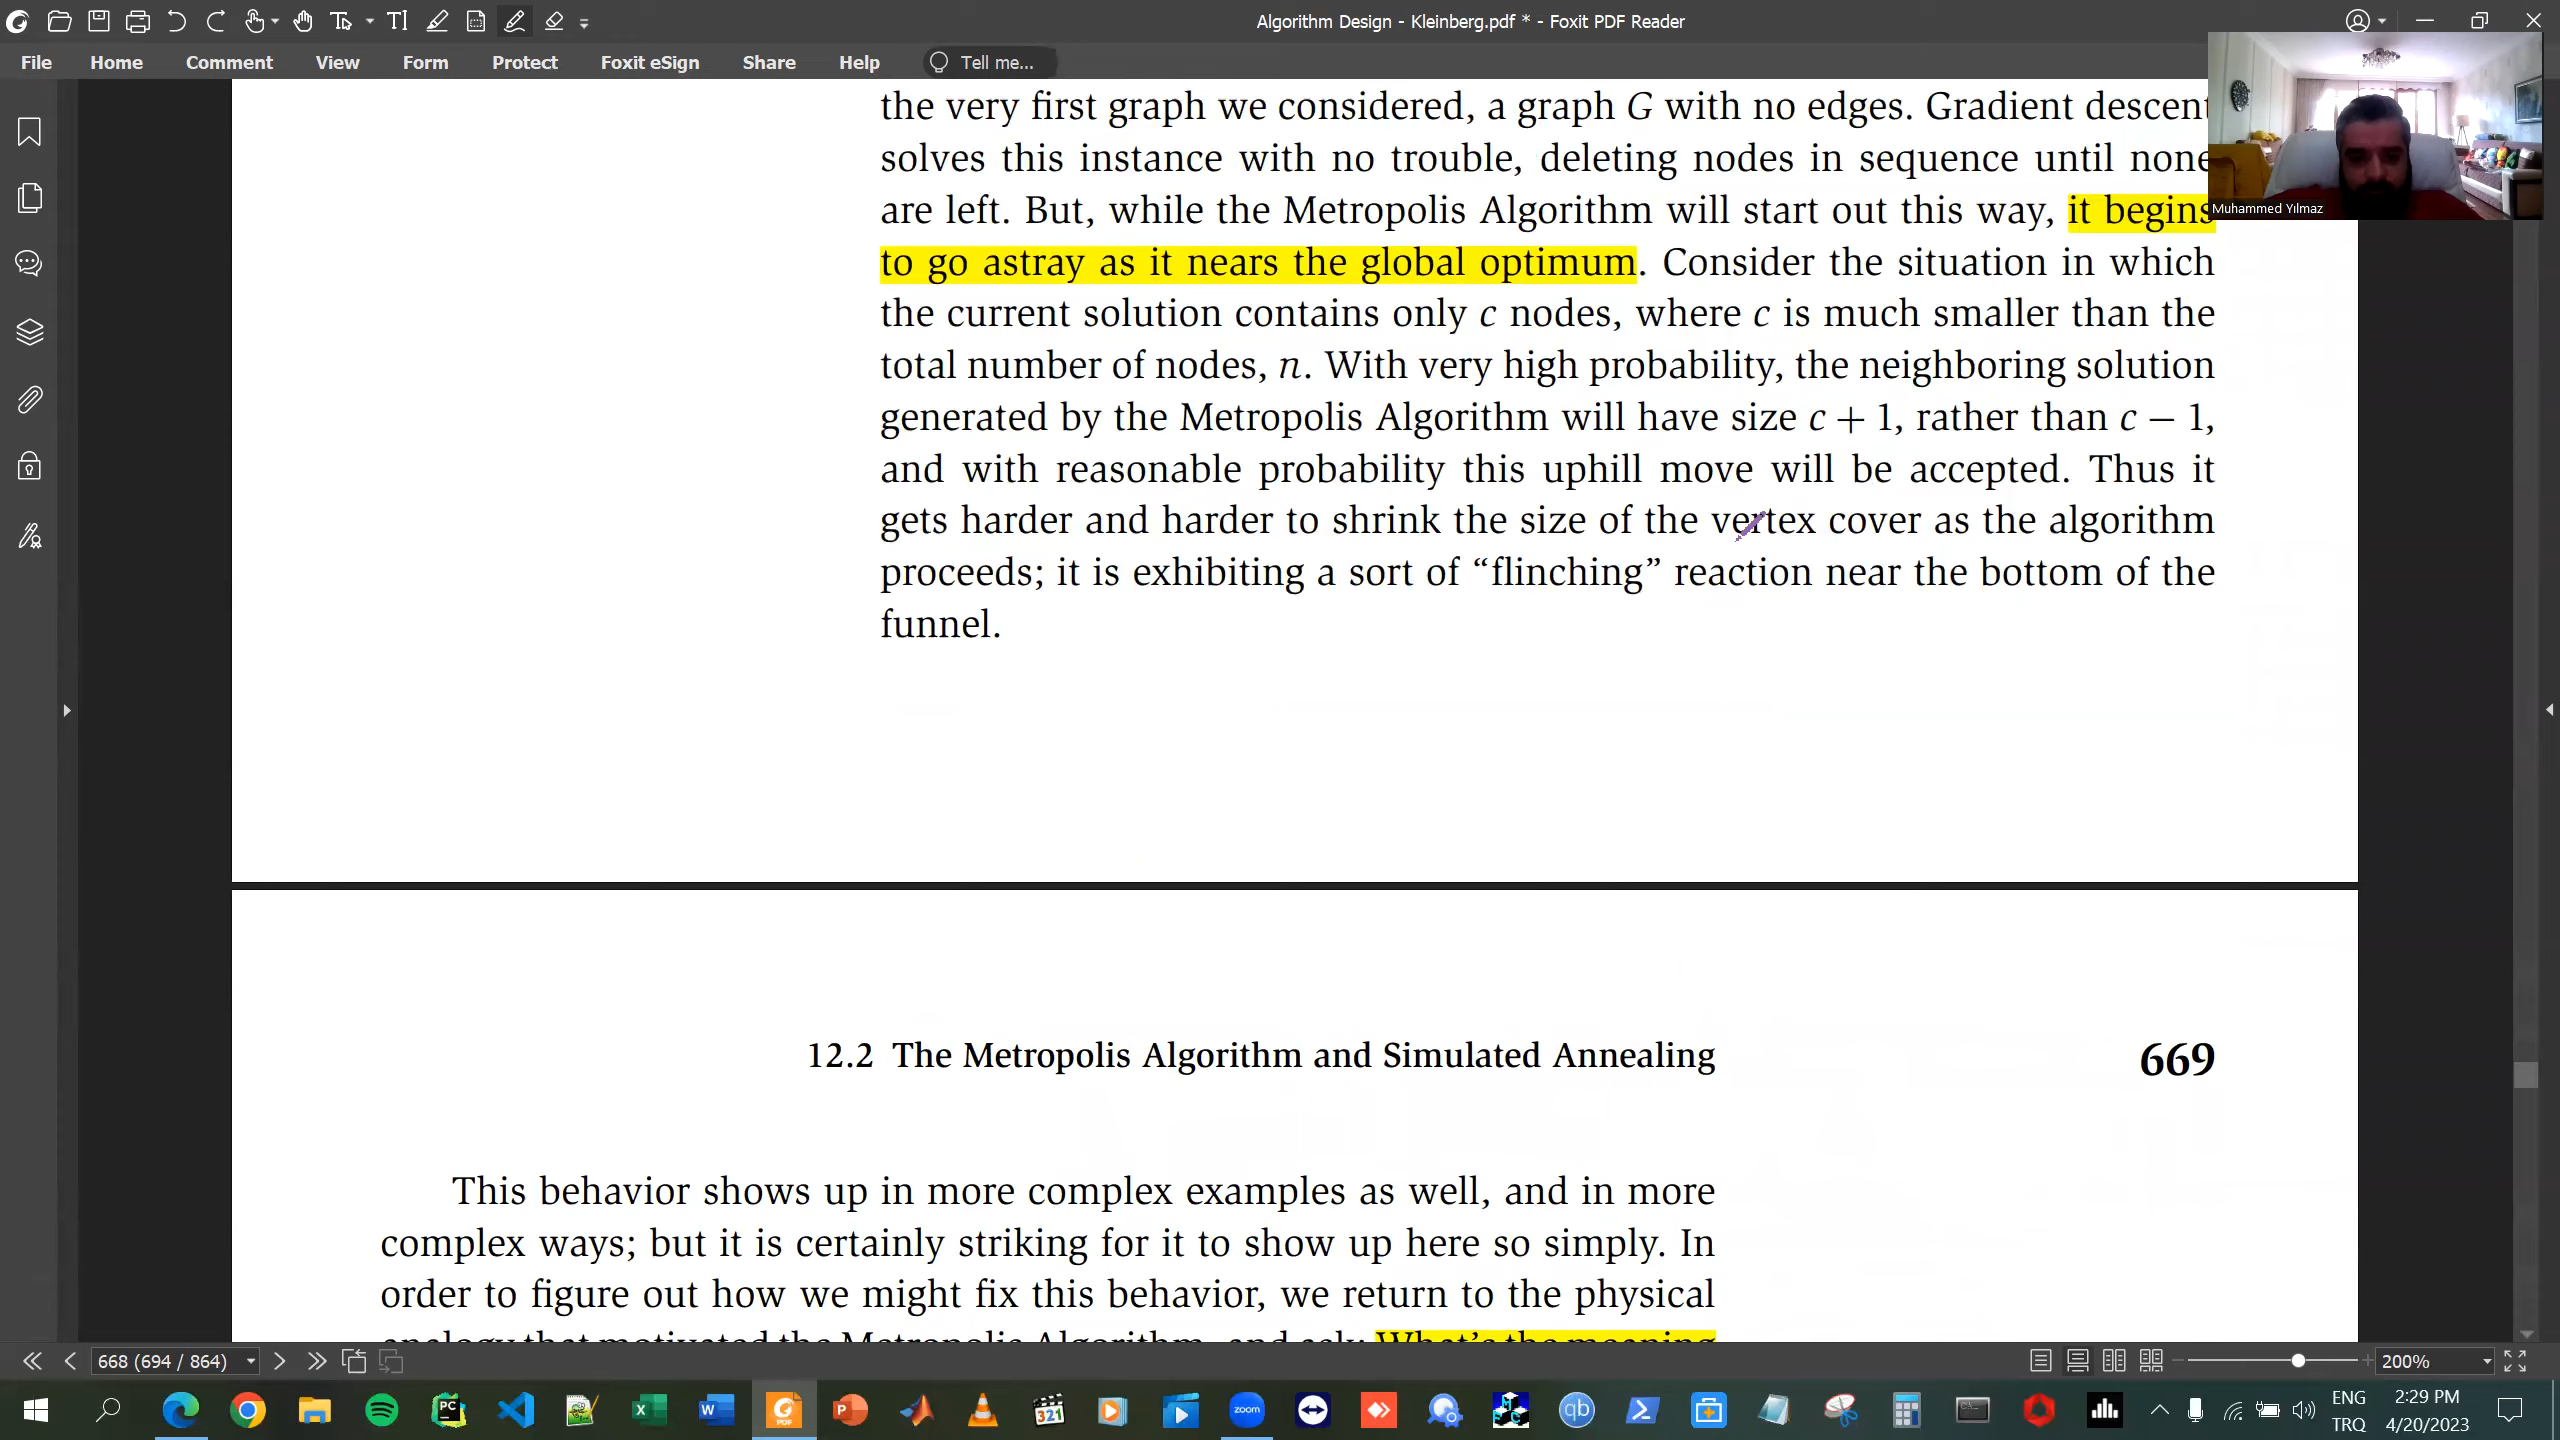 Algorithm Design - Kleinberg.pdf * - Foxit PDF Reader
File Home Comment View Form Protect Foxit eSign Share Help Tell me...
the very first graph we considered, a graph G with no edges. Gradient descent
solves this instance with no trouble, deleting nodes in sequence until none
are left. But, while the Metropolis Algorithm will start out this way, it begins
Muhammed Yılmaz
to go astray as it nears the global optimum. Consider the situation in which
the current solution contains only c nodes, where c is much smaller than the
total number of nodes, n. With very high probability, the neighboring solution
generated by the Metropolis Algorithm will have size c + 1, rather than c − 1,
and with reasonable probability this uphill move will be accepted. Thus it
gets harder and harder to shrink the size of the vertex cover as the algorithm
proceeds; it is exhibiting a sort of “flinching” reaction near the bottom of the
funnel.
12.2 The Metropolis Algorithm and Simulated Annealing 669
This behavior shows up in more complex examples as well, and in more
complex ways; but it is certainly striking for it to show up here so simply. In
order to figure out how we might fix this behavior, we return to the physical
analogy that motivated the Metropolis Algorithm, and ask: What’s the meaning
668 (694 / 864) 200%
ENG 2:29 PM
TRQ 4/20/2023